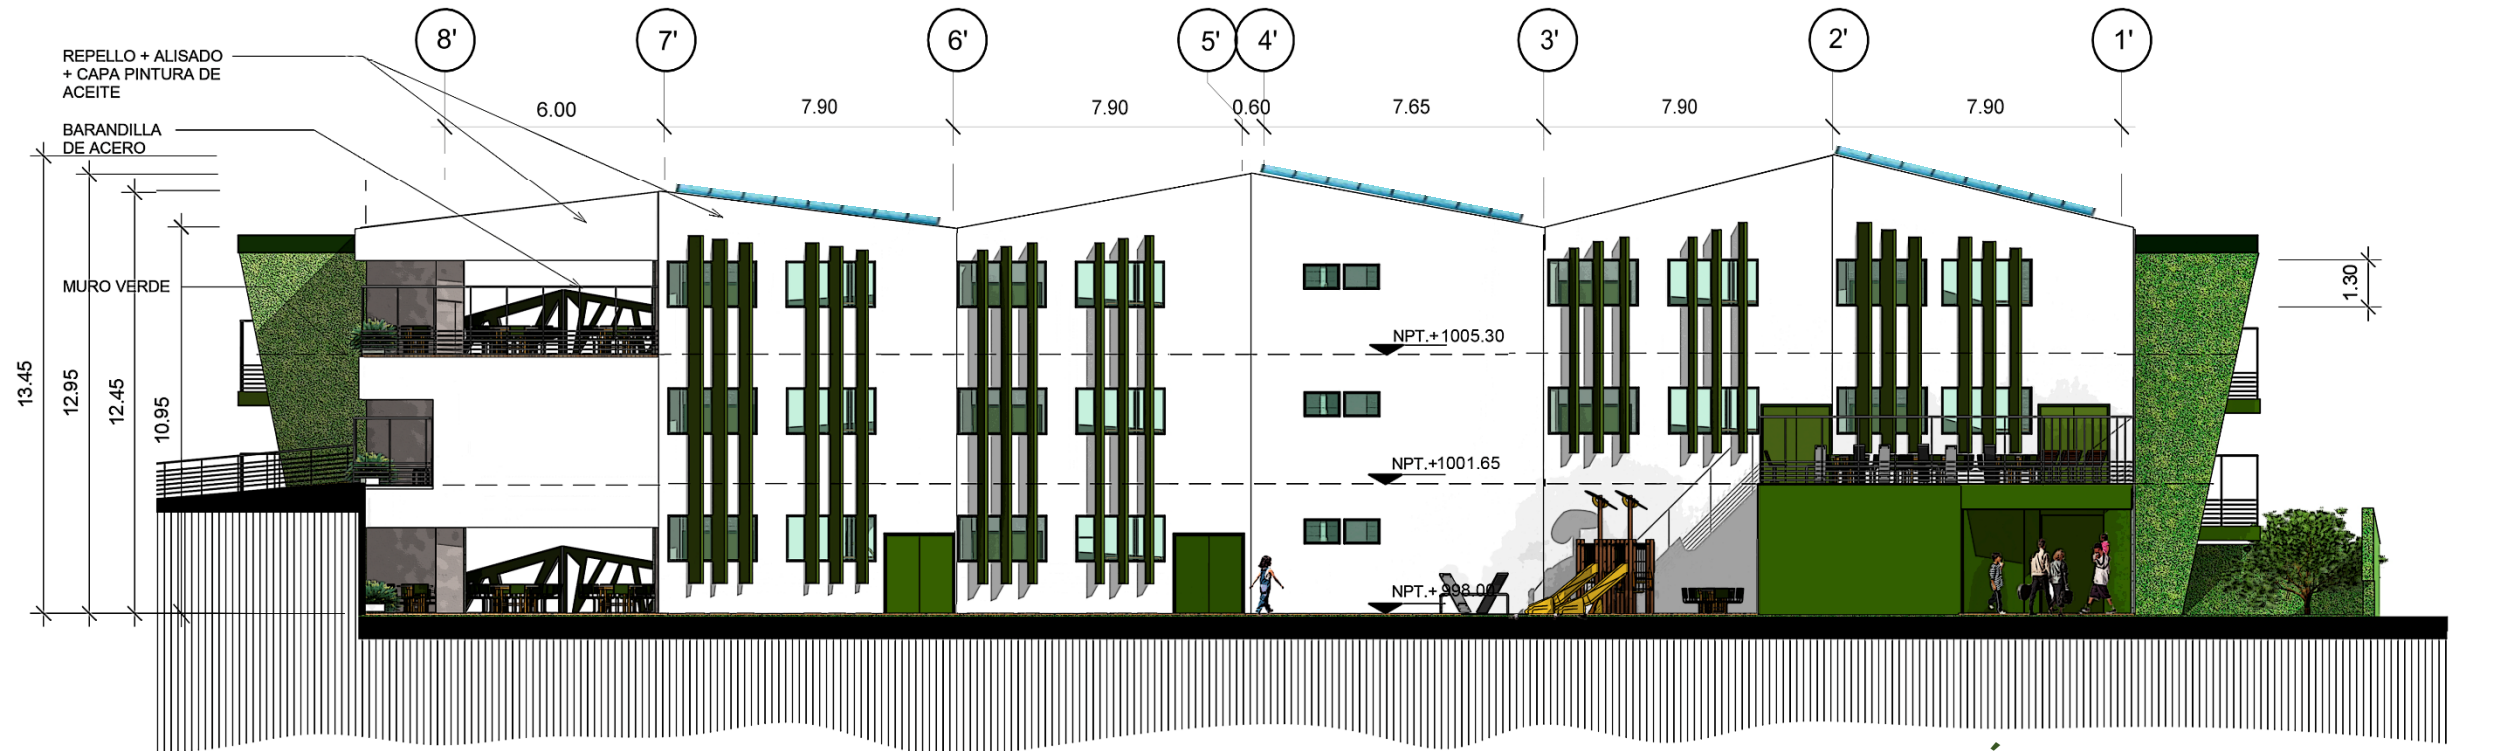 8'
7'
6'
5'
4'
3'
2'
1'
REPELLO + ALISADO
+ CAPA PINTURA DE
ACEITE
6.00
7.90
7.90
0.60
7.65
7.90
7.90
BARANDILLA
DE ACERO
MURO VERDE
1.30
NPT.+1005.30
13.45
12.95
12.45
10.95
NPT.+1001.65
NPT.+998.00